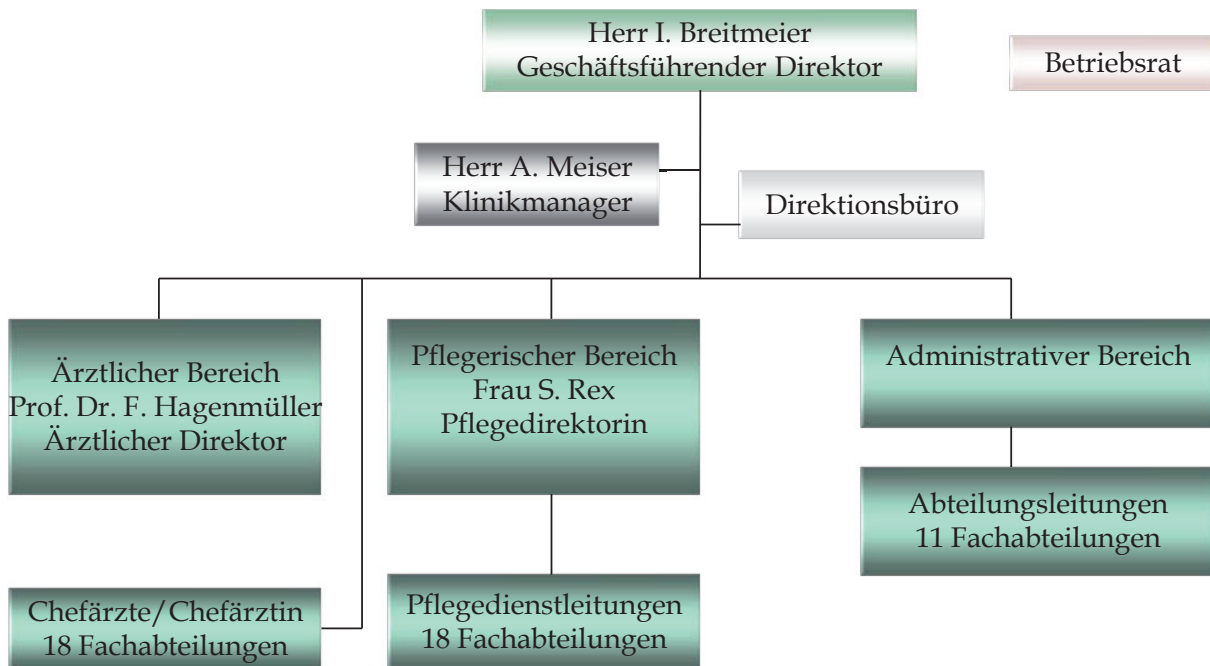 Herr I. Breitmeier
Geschäftsführender Direktor
Betriebsrat
Herr A. Meiser
Klinikmanager
Direktionsbüro
Ärztlicher Bereich
Prof. Dr. F. Hagenmüller
Ärztlicher Direktor
Pflegerischer Bereich
Frau S. Rex
Pflegedirektorin
Administrativer Bereich
Abteilungsleitungen
11 Fachabteilungen
Chefärzte/Chefärztin
18 Fachabteilungen
Pflegedienstleitungen
18 Fachabteilungen